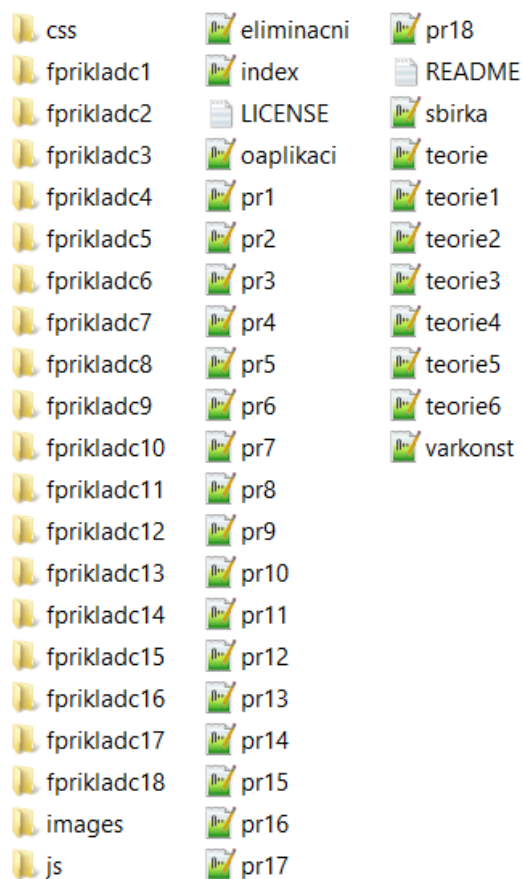 css
fprikladc1
fprikladc2
fprikladc3
fprikladc4
fprikladc5
fprikladc6
fprikladc7
fprikladc8
fprikladc9
fprikladc10
fprikladc11
fprikladc12
fprikladc13
fprikladc14
fprikladc15
fprikladc16
fprikladc17
fprikladc18
images
js
eliminacni
index
LICENSE
oaplikaci
pr1
pr2
pr3
pr4
pr5
pr6
pr7
pr8
pr9
pr10
pr11
pr12
pr13
pr14
pr15
pr16
pr17
pr18
README
sbirka
teorie
teorie1
teorie2
teorie3
teorie4
teorie5
teorie6
varkonst